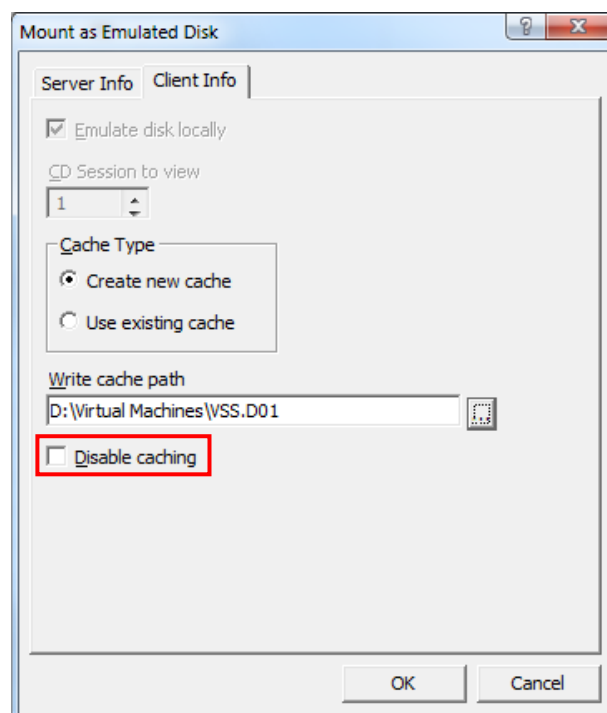 Mount as Emulated Disk
Server Info Client Info
Emulate disk locally
CD Session to view
1
Cache Type
Create new cache
Use existing cache
Write cache path
D:\Virtual Machines\VSS.D01
...
Disable caching
OK Cancel